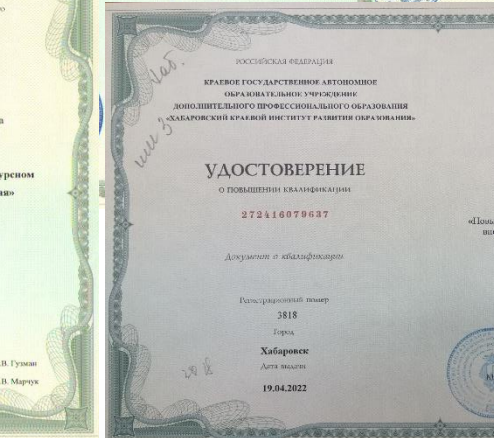 урсном
ая»
.В. Гузман
.В. Марчук
РОССИЙСКАЯ ФЕДЕРАЦИЯ
КРАЕВОЕ ГОСУДАРСТВЕННОЕ АВТОНОМНОЕ
ОБРАЗОВАТЕЛЬНОЕ УЧРЕЖДЕНИЕ
ДОПОЛНИТЕЛЬНОГО ПРОФЕССИОНАЛЬНОГО ОБРАЗОВАНИЯ
«ХАБАРОВСКИЙ КРАЕВОЙ ИНСТИТУТ РАЗВИТИЯ ОБРАЗОВАНИЯ»
УДОСТОВЕРЕНИЕ
О ПОВЫШЕНИИ КВАЛИФИКАЦИИ
272416079637
Документ о квалификации
Регистрационный номер
3818
Город
Хабаровск
Дата выдачи
19.04.2022